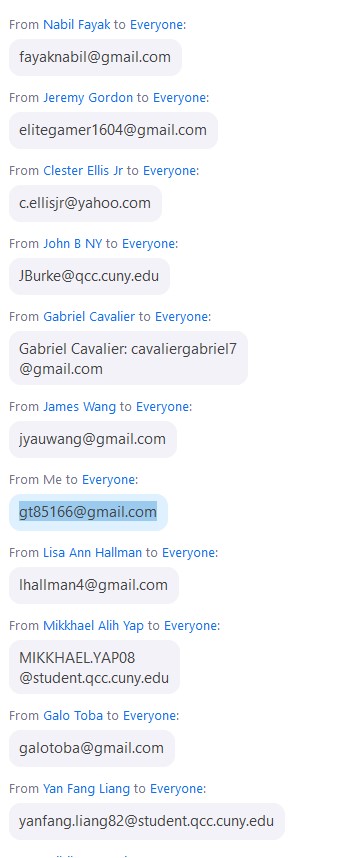 From Nabil Fayak to Everyone:
fayaknabil@gmail.com
From Jeremy Gordon to Everyone:
elitegamer1604@gmail.com
From Clester Ellis Jr to Everyone:
c.ellisjr@yahoo.com
From John B NY to Everyone:
JBurke@qcc.cuny.edu
From Gabriel Cavalier to Everyone:
Gabriel Cavalier: cavaliergabriel7
@gmail.com
From James Wang to Everyone:
jyauwang@gmail.com
From Me to Everyone:
gt85166@gmail.com
From Lisa Ann Hallman to Everyone:
lhallman4@gmail.com
From Mikkhael Alih Yap to Everyone:
MIKKHAEL.YAP08
@student.qcc.cuny.edu
From Galo Toba to Everyone:
galotoba@gmail.com
From Yan Fang Liang to Everyone:
yanfang.liang82@student.qcc.cuny.edu